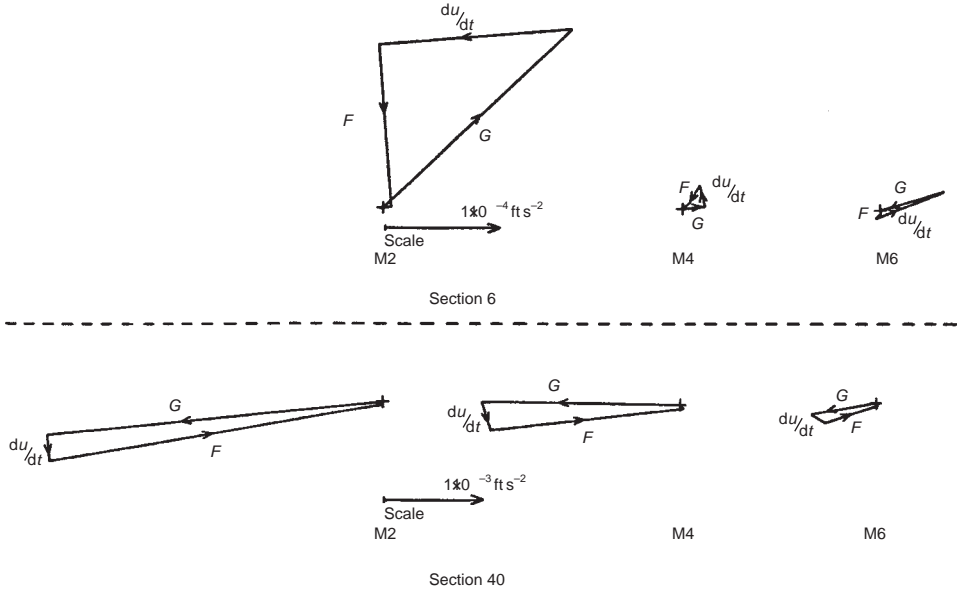 du/dt
F
G
1×10 −4 ft s−2
Scale
M2
F
du/dt
G
M4
G
F
du/dt
M6
Section 6
G
du/dt
F
G
du/dt
F
G
du/dt
F
1×10 −3 ft s−2
Scale
M2
M4
M6
Section 40